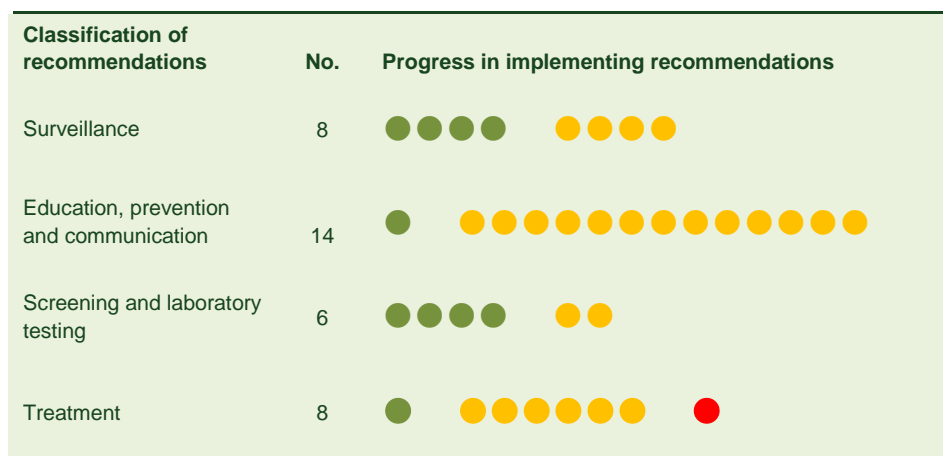 Classification of
recommendations No. Progress in implementing recommendations
Surveillance 8
Education, prevention
and communication 14
Screening and laboratory
testing 6
Treatment 8